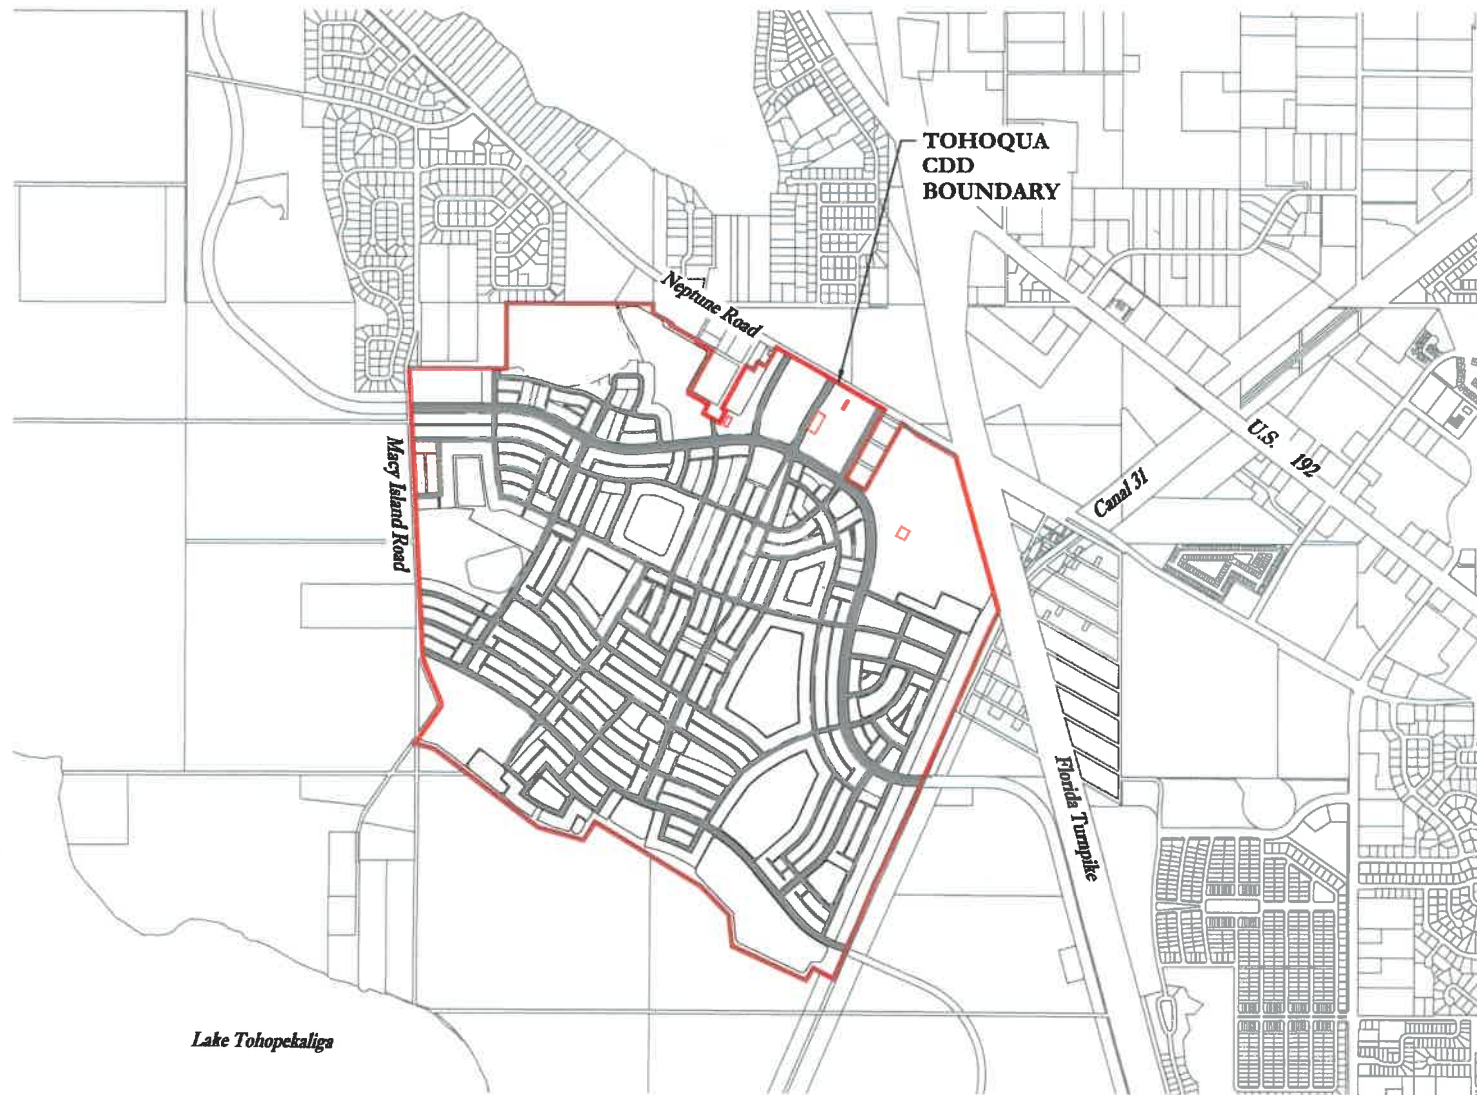 TOHOQUA
CDD
BOUNDARY
Neptune Road
U.S. 192
Canal 31
Macy Island Road
Florida Turnpike
Lake Tohopekaliga